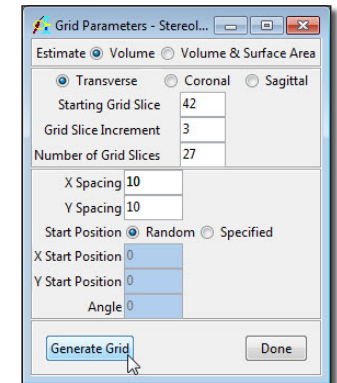 Grid Parameters - Stereol...
Estimate Volume Volume & Surface Area
Transverse Coronal Sagittal
Starting Grid Slice 42
Grid Slice Increment 3
Number of Grid Slices 27
X Spacing 10
Y Spacing 10
Start Position Random Specified
X Start Position 0
Y Start Position 0
Angle 0
Generate Grid Done